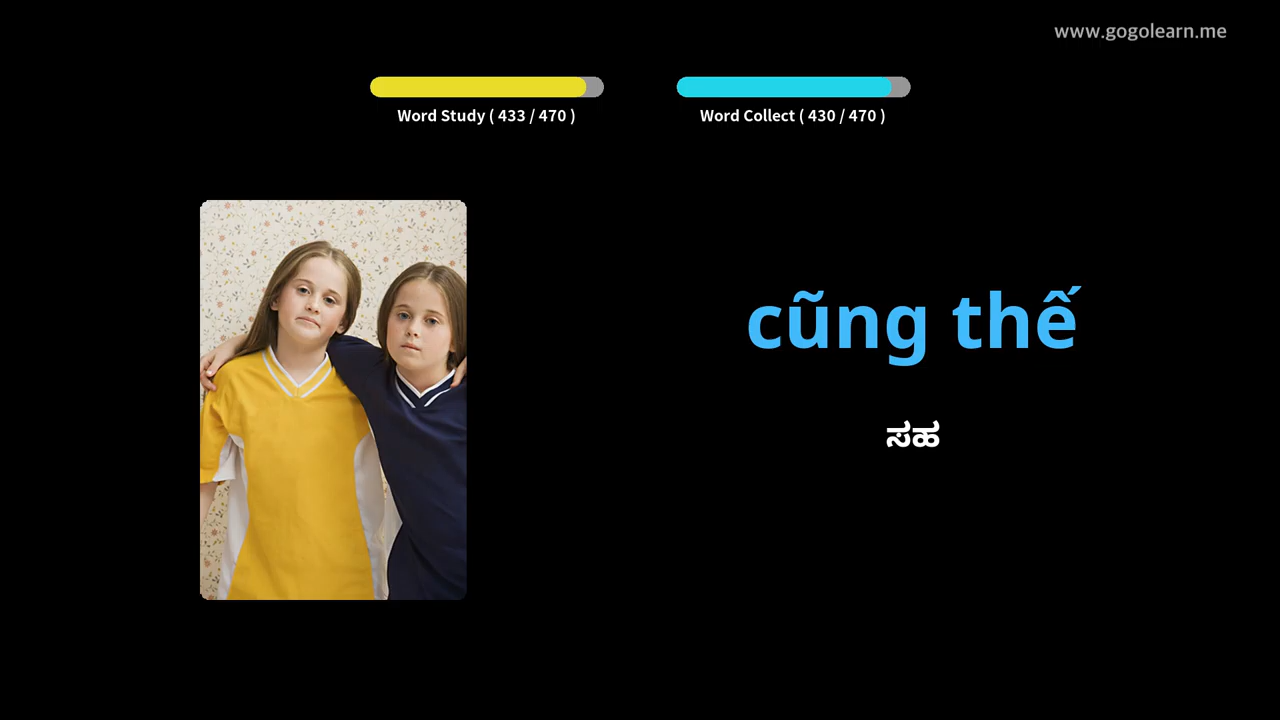 www.gogolearn.me
Word Study ( 433 / 470 )
Word Collect ( 430 / 470 )
cũng thế
ಸಹ